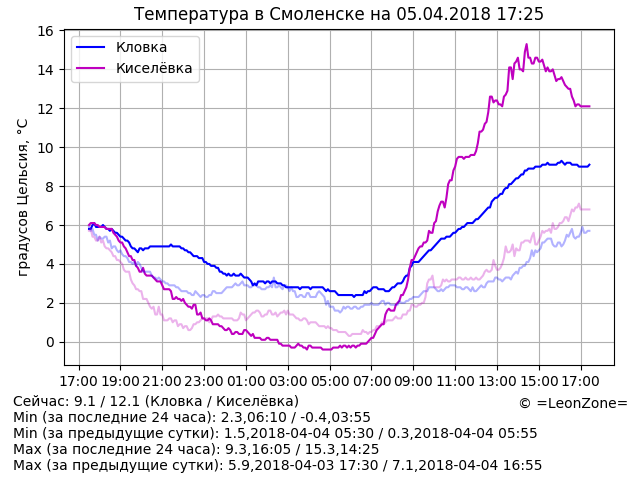 Температура в Смоленске на 05.04.2018 17:25
16
14
12
10
8
6
4
2
0
градусов Цельсия, °C
Кловка
Киселёвка
17:00 19:00 21:00 23:00 01:00 03:00 05:00 07:00 09:00 11:00 13:00 15:00 17:00
Сейчас: 9.1 / 12.1 (Кловка / Киселёвка)
© =LeonZone=
Min (за последние 24 часа): 2.3,06:10 / -0.4,03:55
Min (за предыдущие сутки): 1.5,2018-04-04 05:30 / 0.3,2018-04-04 05:55
Max (за последние 24 часа): 9.3,16:05 / 15.3,14:25
Max (за предыдущие сутки): 5.9,2018-04-03 17:30 / 7.1,2018-04-04 16:55